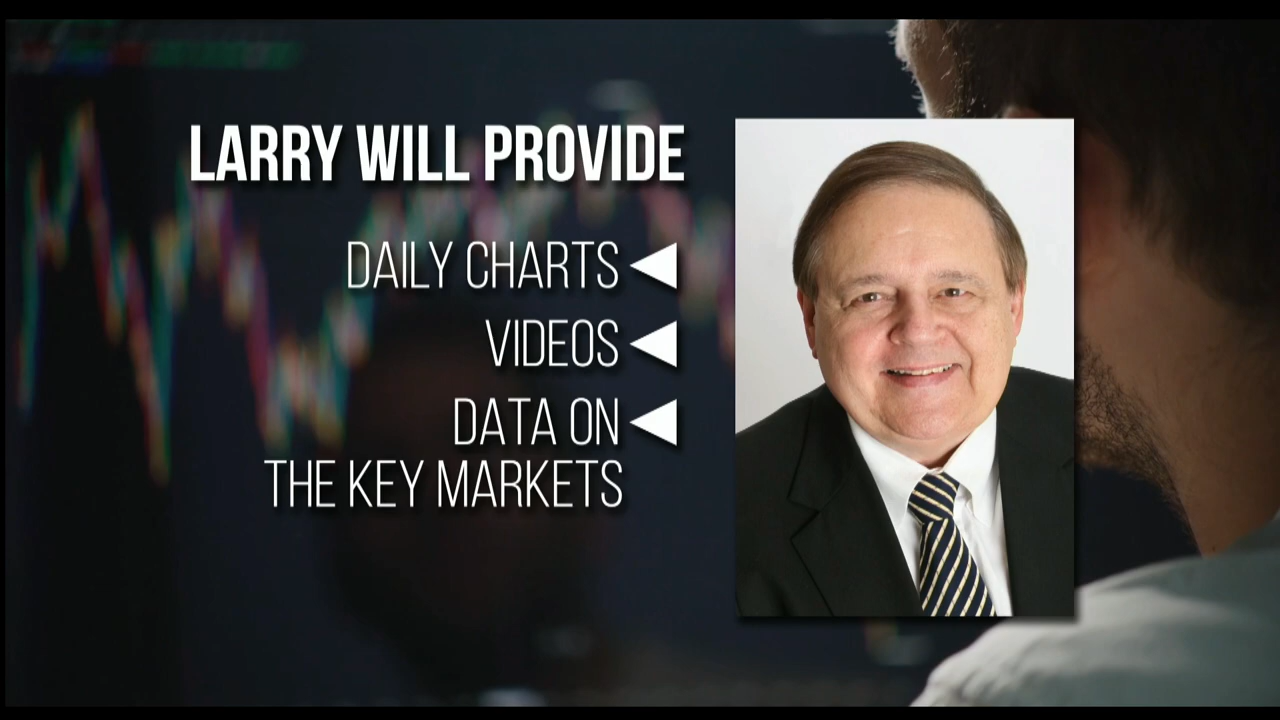 LARRY WILL PROVIDE
DAILY CHARTS
VIDEOS
DATA ON
THE KEY MARKETS